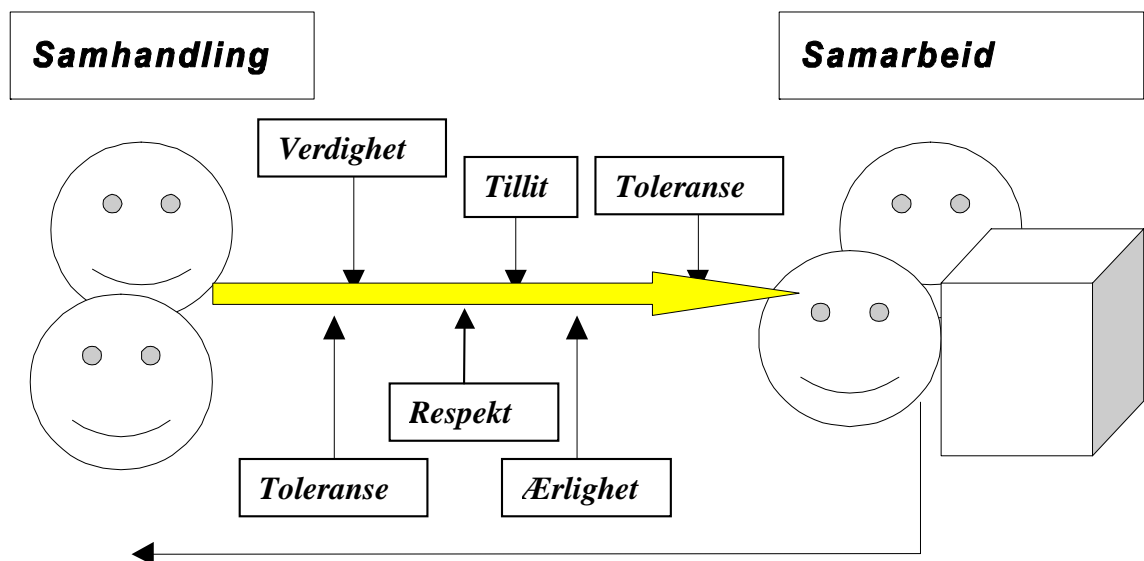 Samhandling
Samarbeid
Verdighet
Tillit
Toleranse
Respekt
Toleranse
Ærlighet